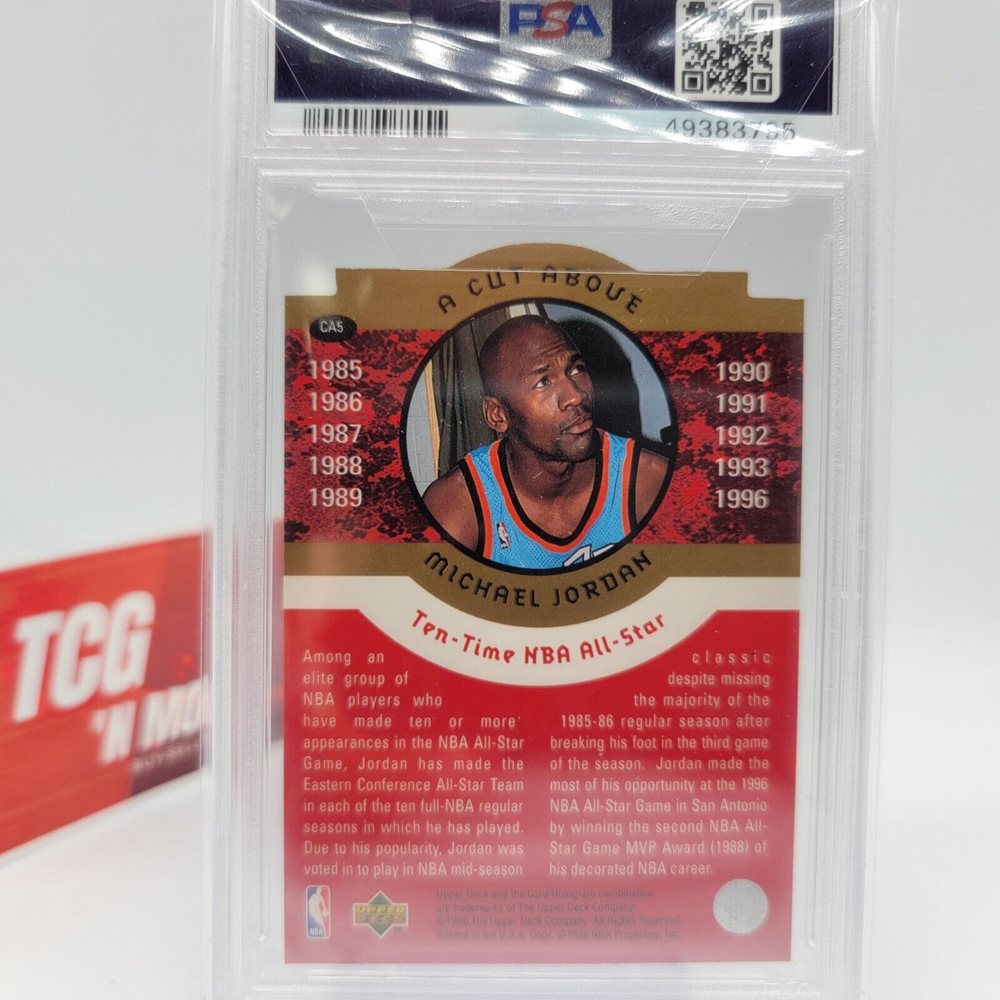 PSA
49383795
A CUT ABOVE
CA5
1985
1986
1987
1988
1989
1990
1991
1992
1993
1996
MICHAEL JORDAN
Ten-Time NBA All-Star
Among an
elite group of
NBA players who
have made ten or more
appearances in the NBA All-Star
Game, Jordan has made the
Eastern Conference All-Star Team
in each of the ten full-NBA regular
seasons in which he has played.
Due to his popularity, Jordan was
voted in to play in NBA mid-season
classic
despite missing
the majority of the
1985-86 regular season after
breaking his foot in the third game
of the season. Jordan made the
most of his opportunity at the 1996
NBA All-Star Game in San Antonio
by winning the second NBA All-
Star Game MVP Award (1988) of
his decorated NBA career.
NBA
UPPER DECK
Upper Deck and the Card/Hologram combination
are trademarks of The Upper Deck Company.
©1996 The Upper Deck Company. All Rights Reserved.
Printed in the U.S.A. Copr. ©1996 NBA Properties, Inc.
TCG
'N MO